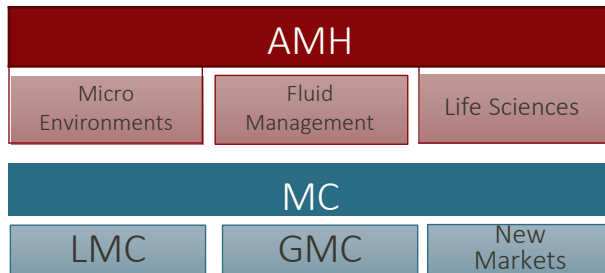 AMH
Micro
Environments
Fluid
Management
Life Sciences
MC
LMC
GMC
New
Markets